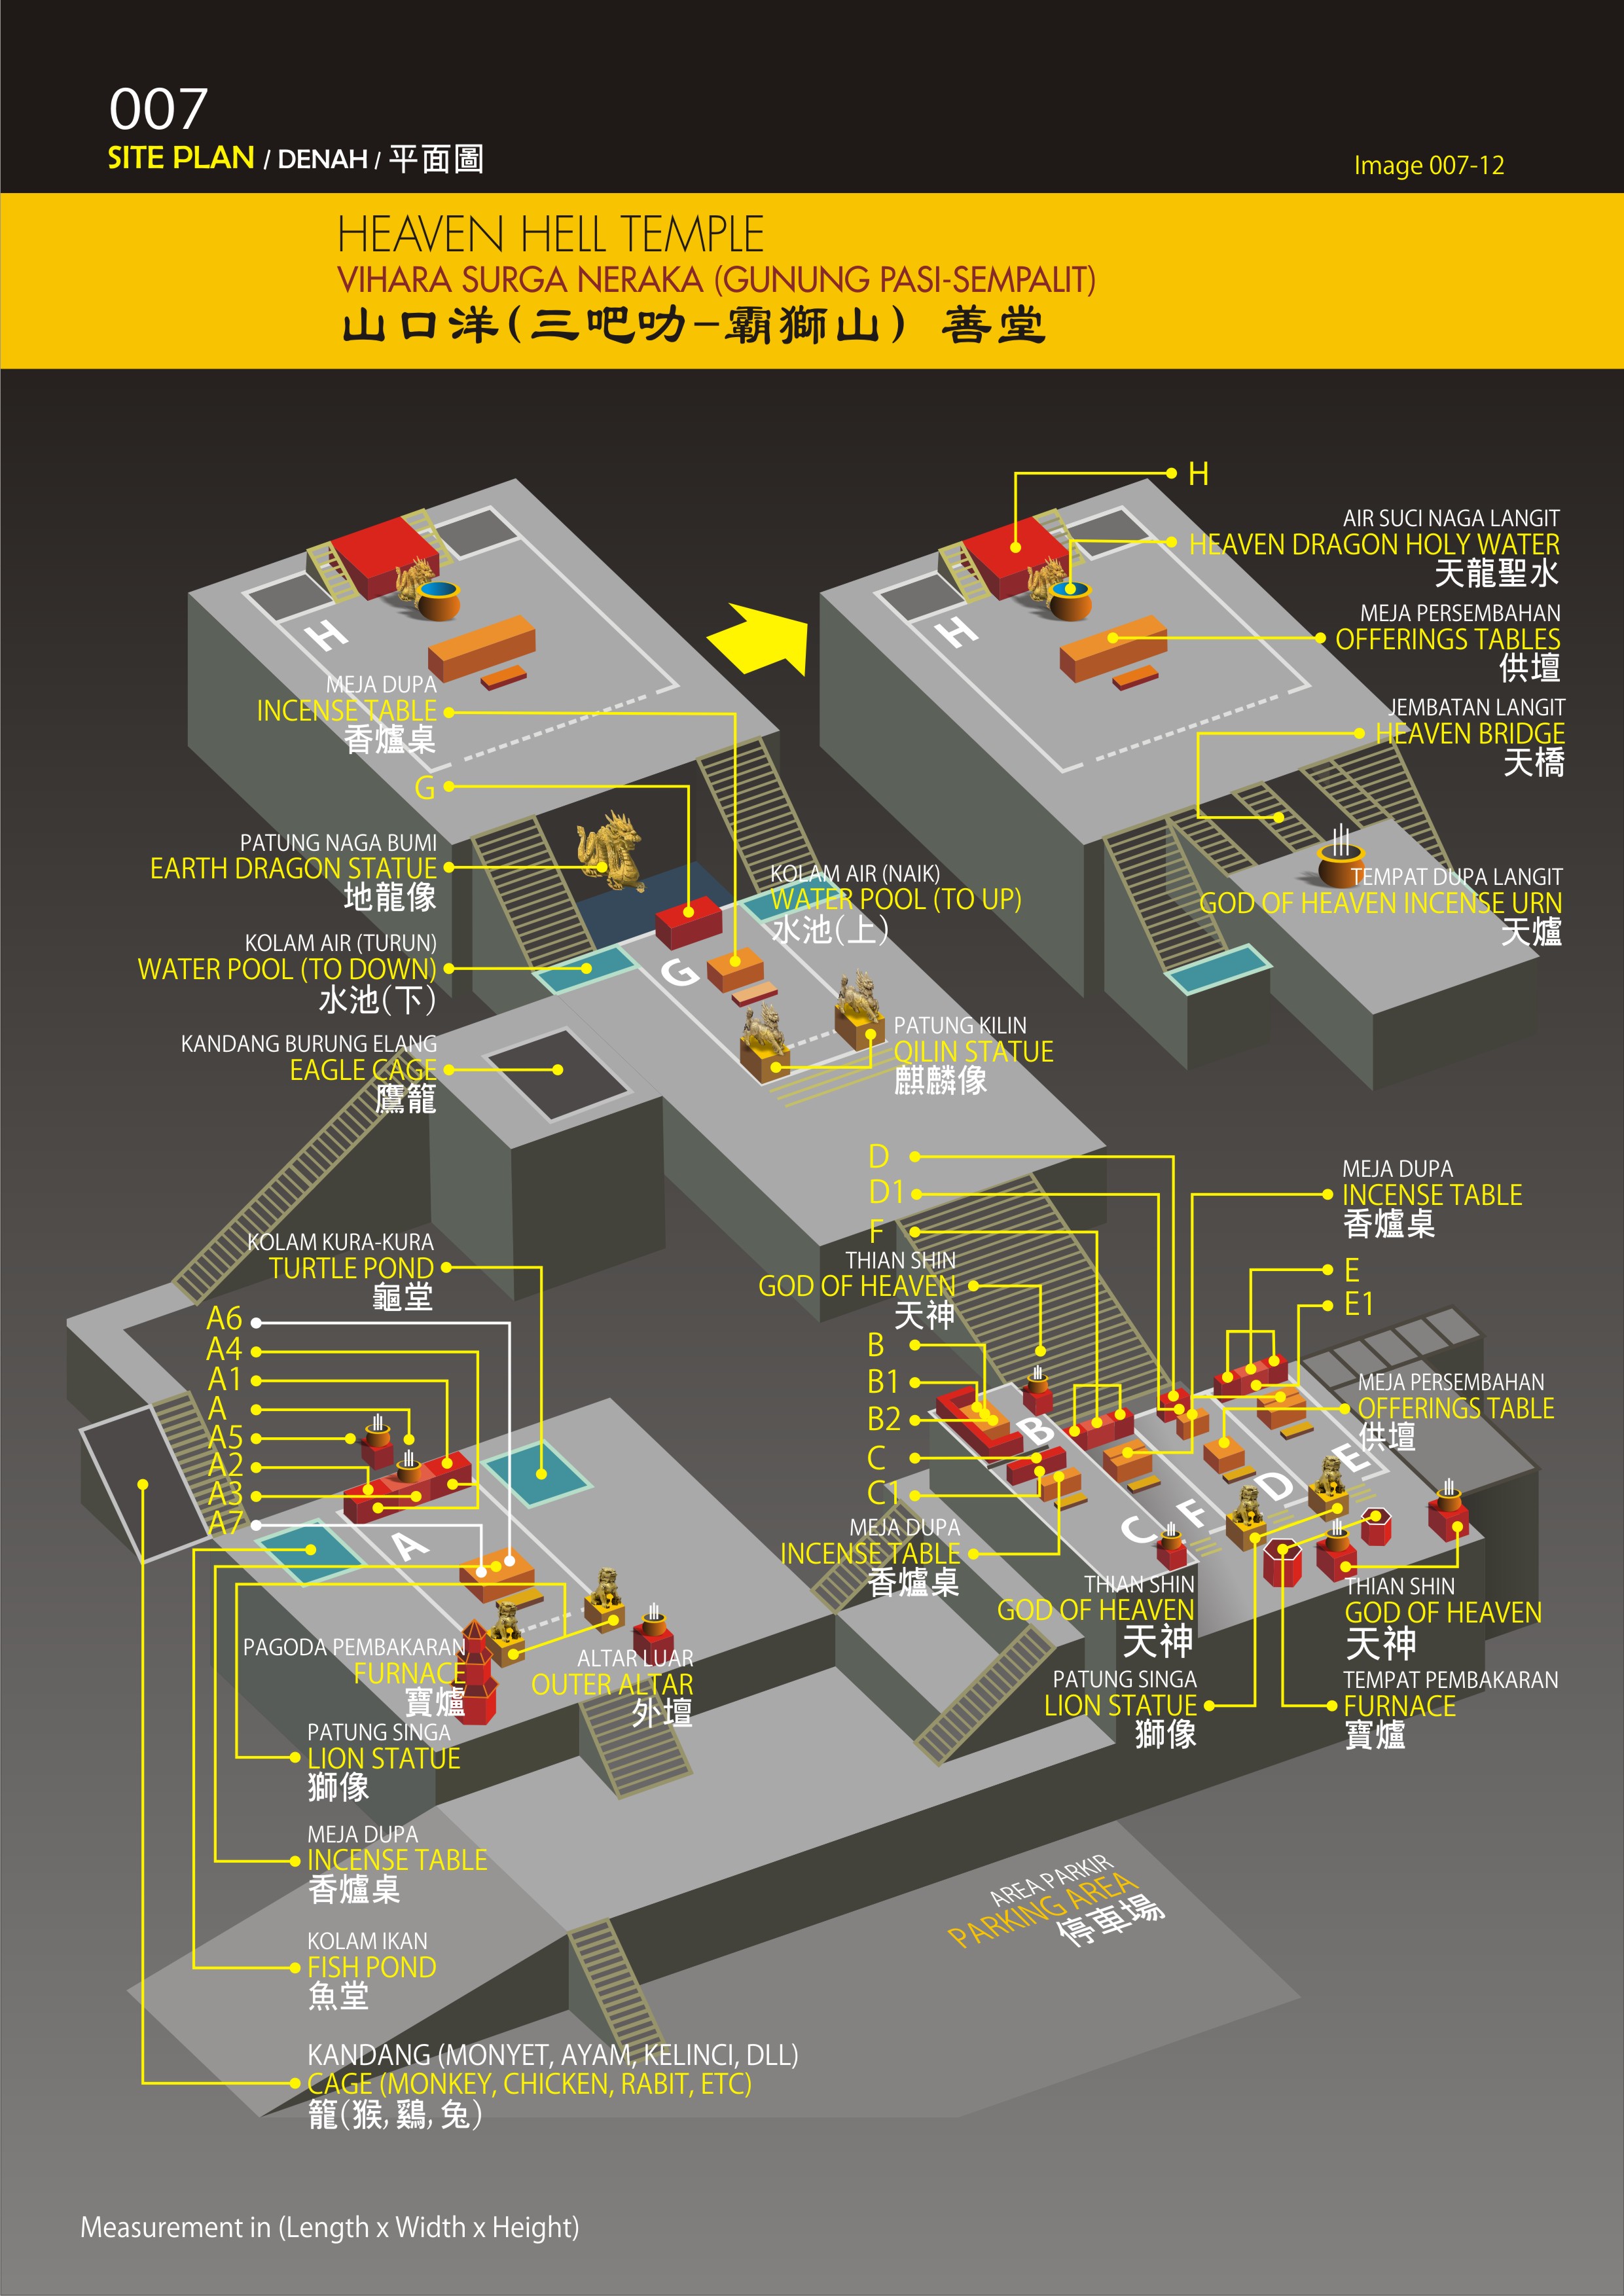 007
SITE PLAN / DENAH / 平面圖
Image 007-12
HEAVEN HELL TEMPLE
VIHARA SURGA NERAKA (GUNUNG PASI-SEMPALIT)
山口洋(三吧叻-霸獅山) 善堂
H
AIR SUCI NAGA LANGIT
HEAVEN DRAGON HOLY WATER
天龍聖水
MEJA PERSEMBAHAN
OFFERINGS TABLES
供壇
JEMBATAN LANGIT
HEAVEN BRIDGE
天橋
TEMPAT DUPA LANGIT
GOD OF HEAVEN INCENSE URN
天爐
H
H
MEJA DUPA
INCENSE TABLE
香爐桌
G
PATUNG NAGA BUMI
EARTH DRAGON STATUE
地龍像
KOLAM AIR (TURUN)
WATER POOL (TO DOWN)
水池(下)
KANDANG BURUNG ELANG
EAGLE CAGE
鷹籠
KOLAM AIR (NAIK)
WATER POOL (TO UP)
水池(上)
G
PATUNG KILIN
QILIN STATUE
麒麟像
KOLAM KURA-KURA
TURTLE POND
龜堂
A6
A4
A1
A
A5
A2
A3
A7
A
D
D1
F
THIAN SHIN
GOD OF HEAVEN
天神
B
B1
B2
C
C1
MEJA DUPA
INCENSE TABLE
香爐桌
MEJA DUPA
INCENSE TABLE
香爐桌
E
E1
MEJA PERSEMBAHAN
OFFERINGS TABLE
供壇
B
C
F
D
E
THIAN SHIN
GOD OF HEAVEN
天神
PATUNG SINGA
LION STATUE
獅像
THIAN SHIN
GOD OF HEAVEN
天神
TEMPAT PEMBAKARAN
FURNACE
寶爐
PAGODA PEMBAKARAN
FURNACE
寶爐
ALTAR LUAR
OUTER ALTAR
外壇
PATUNG SINGA
LION STATUE
獅像
MEJA DUPA
INCENSE TABLE
香爐桌
KOLAM IKAN
FISH POND
魚堂
KANDANG (MONYET, AYAM, KELINCI, DLL)
CAGE (MONKEY, CHICKEN, RABIT, ETC)
籠(猴, 鷄, 兔)
AREA PARKIR
PARKING AREA
停車場
Measurement in (Length x Width x Height)